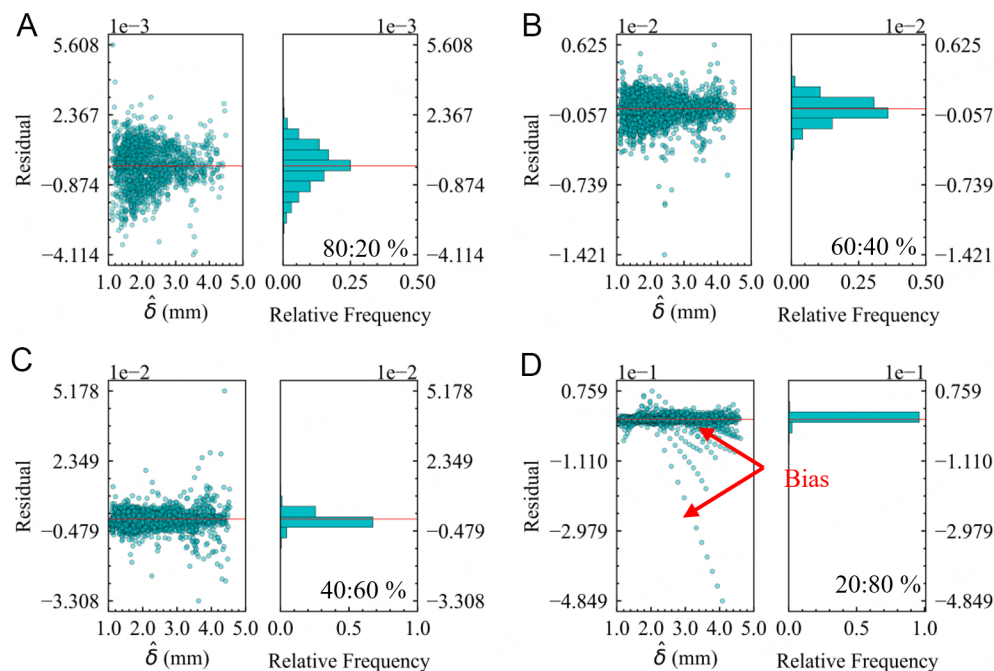 A
1e−3
1e−3
5.608
5.608
2.367
2.367
−0.874
−0.874
−4.114
−4.114
Residual
80:20 %
1.0 2.0 3.0 4.0 5.0
0.00 0.25 0.50
δ̂ (mm)
Relative Frequency
B
1e−2
1e−2
0.625
0.625
−0.057
−0.057
−0.739
−0.739
−1.421
−1.421
Residual
60:40 %
1.0 2.0 3.0 4.0 5.0
0.00 0.25 0.50
δ̂ (mm)
Relative Frequency
C
1e−2
1e−2
5.178
5.178
2.349
2.349
−0.479
−0.479
−3.308
−3.308
Residual
40:60 %
1.0 2.0 3.0 4.0 5.0
0.0 0.5 1.0
δ̂ (mm)
Relative Frequency
D
1e−1
1e−1
0.759
0.759
−1.110
−1.110
−2.979
−2.979
−4.849
−4.849
Residual
Bias
20:80 %
1.0 2.0 3.0 4.0 5.0
0.0 0.5 1.0
δ̂ (mm)
Relative Frequency